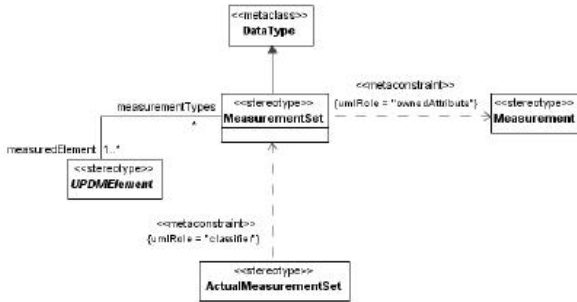 <<metaclass>>
DataType
<<metaconstraint>>
measurementTypes
<<stereotype>>
MeasurementSet
{umlRole = "ownedAttribute"}
<<stereotype>>
Measurement
*
measuredElement
1..*
<<stereotype>>
UPDMElement
<<metaconstraint>>
{umlRole = "classifier"}
<<stereotype>>
ActualMeasurementSet